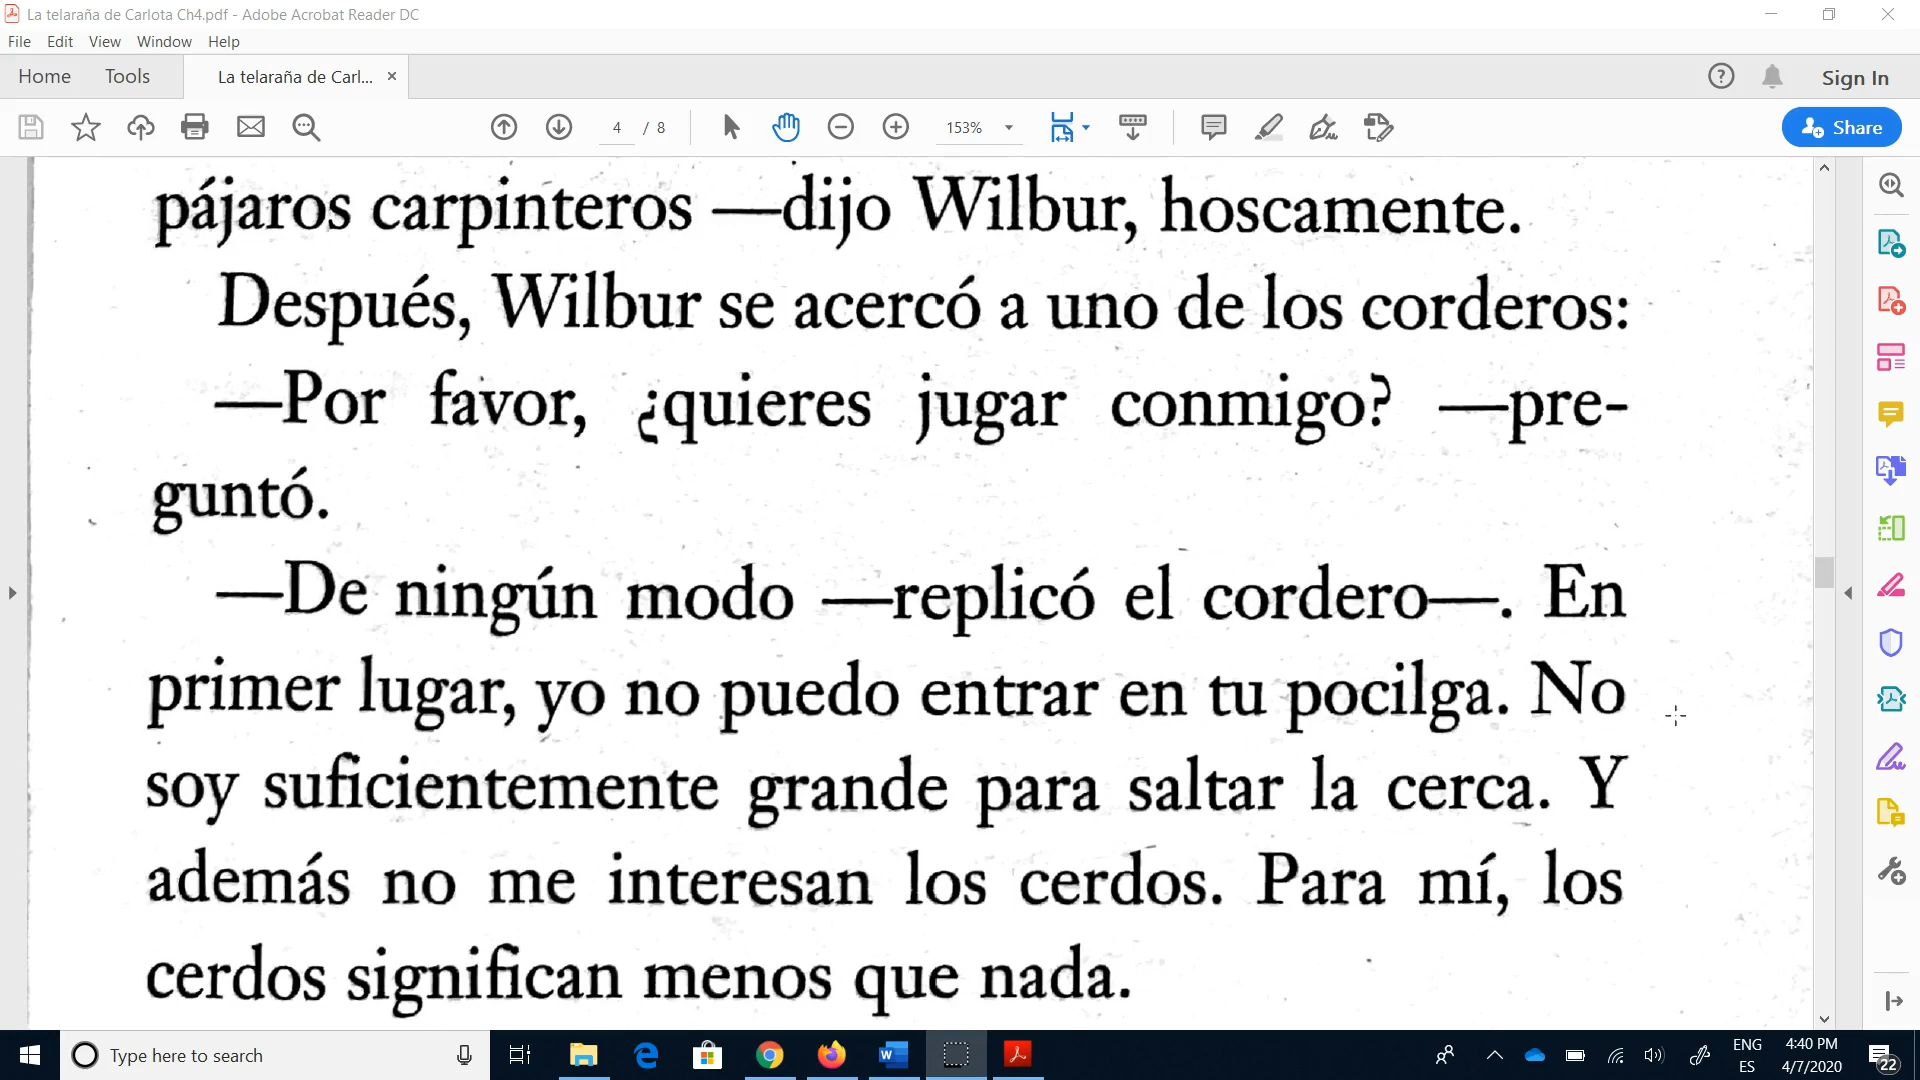 La telaraña de Carlota Ch4.pdf - Adobe Acrobat Reader DC
File Edit View Window Help
Home Tools La telaraña de Carl... × Sign In
4 / 8 153% Share
pájaros carpinteros —dijo Wilbur, hoscamente.
Después, Wilbur se acercó a uno de los corderos:
—Por favor, ¿quieres jugar conmigo? —pre-
guntó.
—De ningún modo —replicó el cordero—. En
primer lugar, yo no puedo entrar en tu pocilga. No
soy suficientemente grande para saltar la cerca. Y
además no me interesan los cerdos. Para mí, los
cerdos significan menos que nada.
Type here to search
ENG 4:40 PM
ES 4/7/2020 22